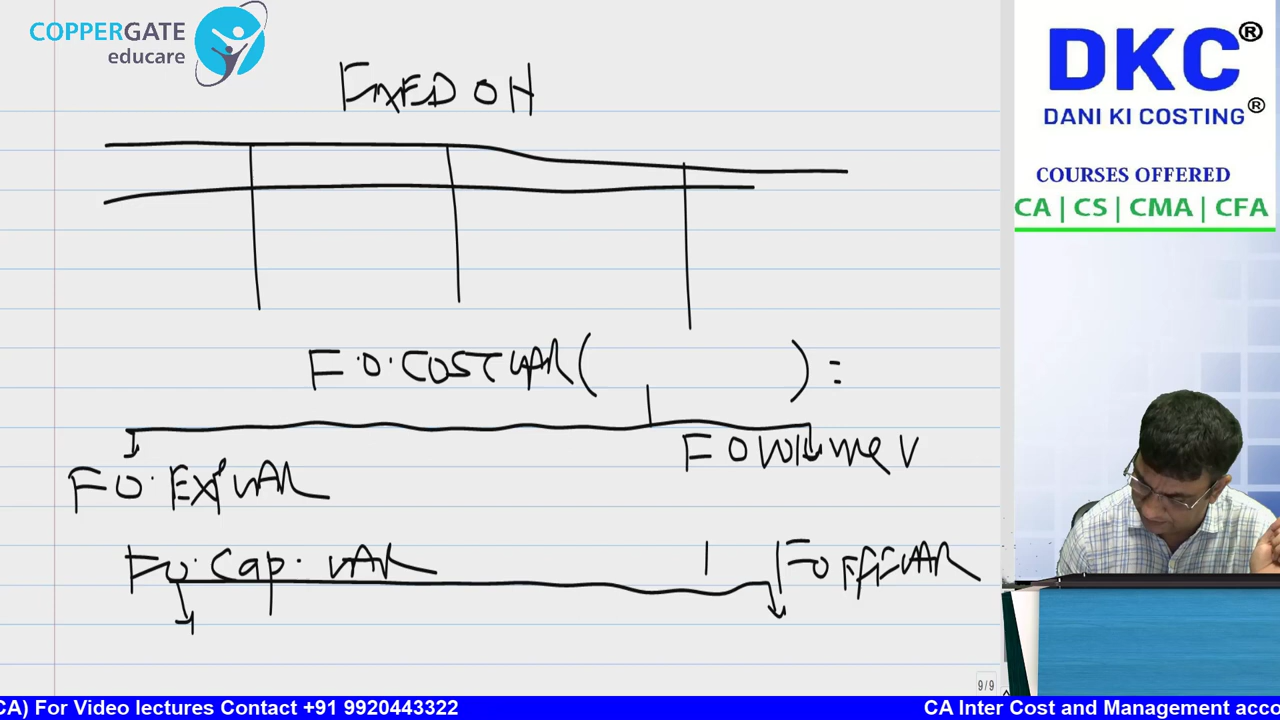 COPPERGATE
educare
FIXED OH
F.O.COST VAR( ) =
F O VOlumE V
F O. EXP VAR
FO. Cap. VAR
FO EFF VAR
9/9
DKC®
DANI KI COSTING®
COURSES OFFERED
CA | CS | CMA | CFA
CA) For Video lectures Contact +91 9920443322
CA Inter Cost and Management acco